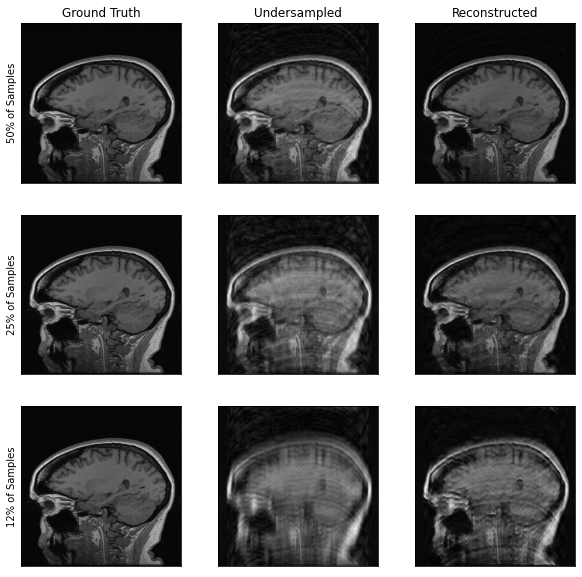 Ground Truth
Undersampled
Reconstructed
50% of Samples
25% of Samples
12% of Samples